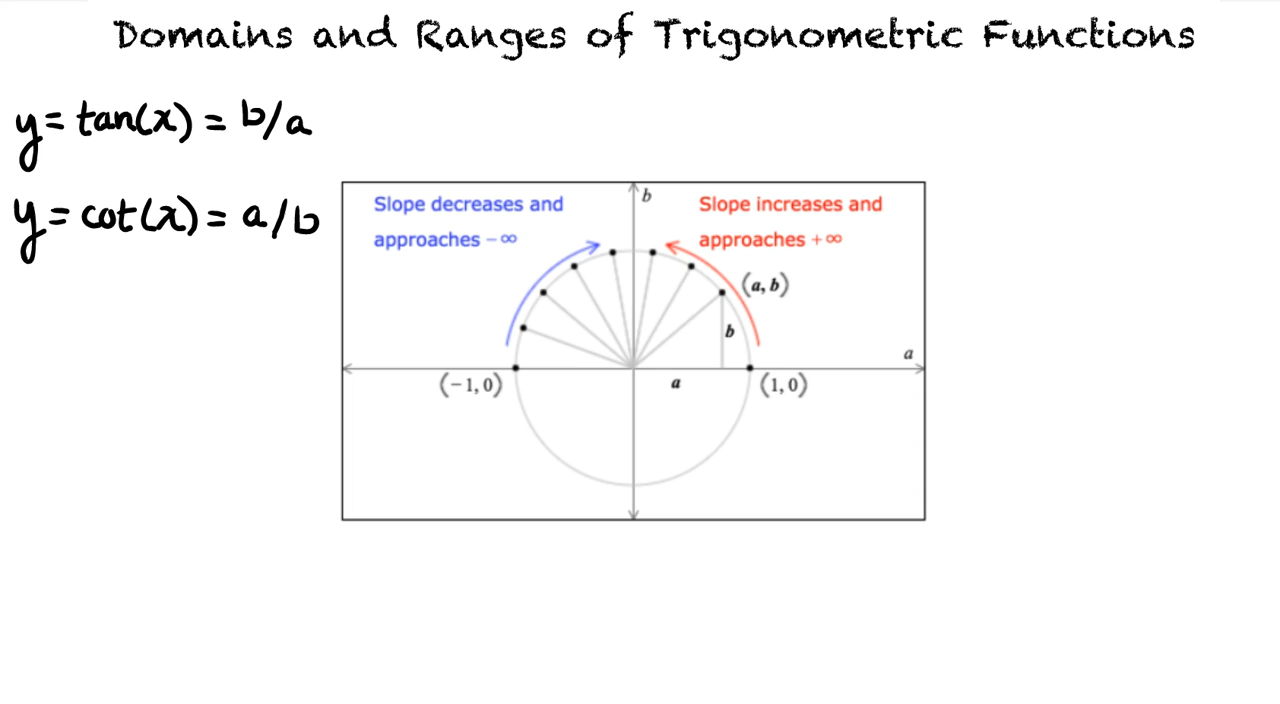 Domains and Ranges of Trigonometric Functions
y = tan(x) = b/a
y = cot(x) = a/b
Slope decreases and
approaches −∞
b
Slope increases and
approaches +∞
(a, b)
b
a
(−1, 0)
a
(1, 0)